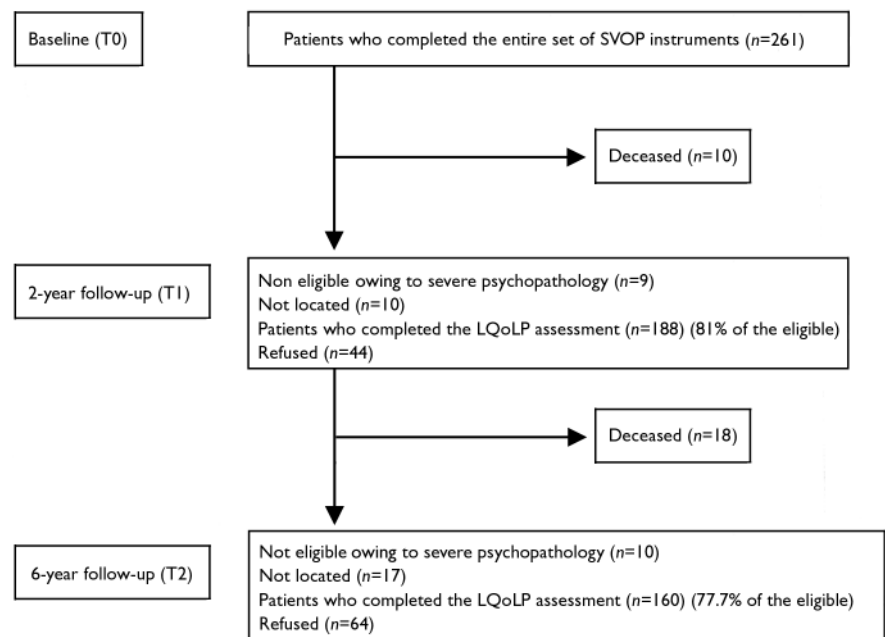 Baseline (T0)
Patients who completed the entire set of SVOP instruments (n=261)
Deceased (n=10)
2-year follow-up (T1)
Non eligible owing to severe psychopathology (n=9)
Not located (n=10)
Patients who completed the LQoLP assessment (n=188) (81% of the eligible)
Refused (n=44)
Deceased (n=18)
6-year follow-up (T2)
Not eligible owing to severe psychopathology (n=10)
Not located (n=17)
Patients who completed the LQoLP assessment (n=160) (77.7% of the eligible)
Refused (n=64)